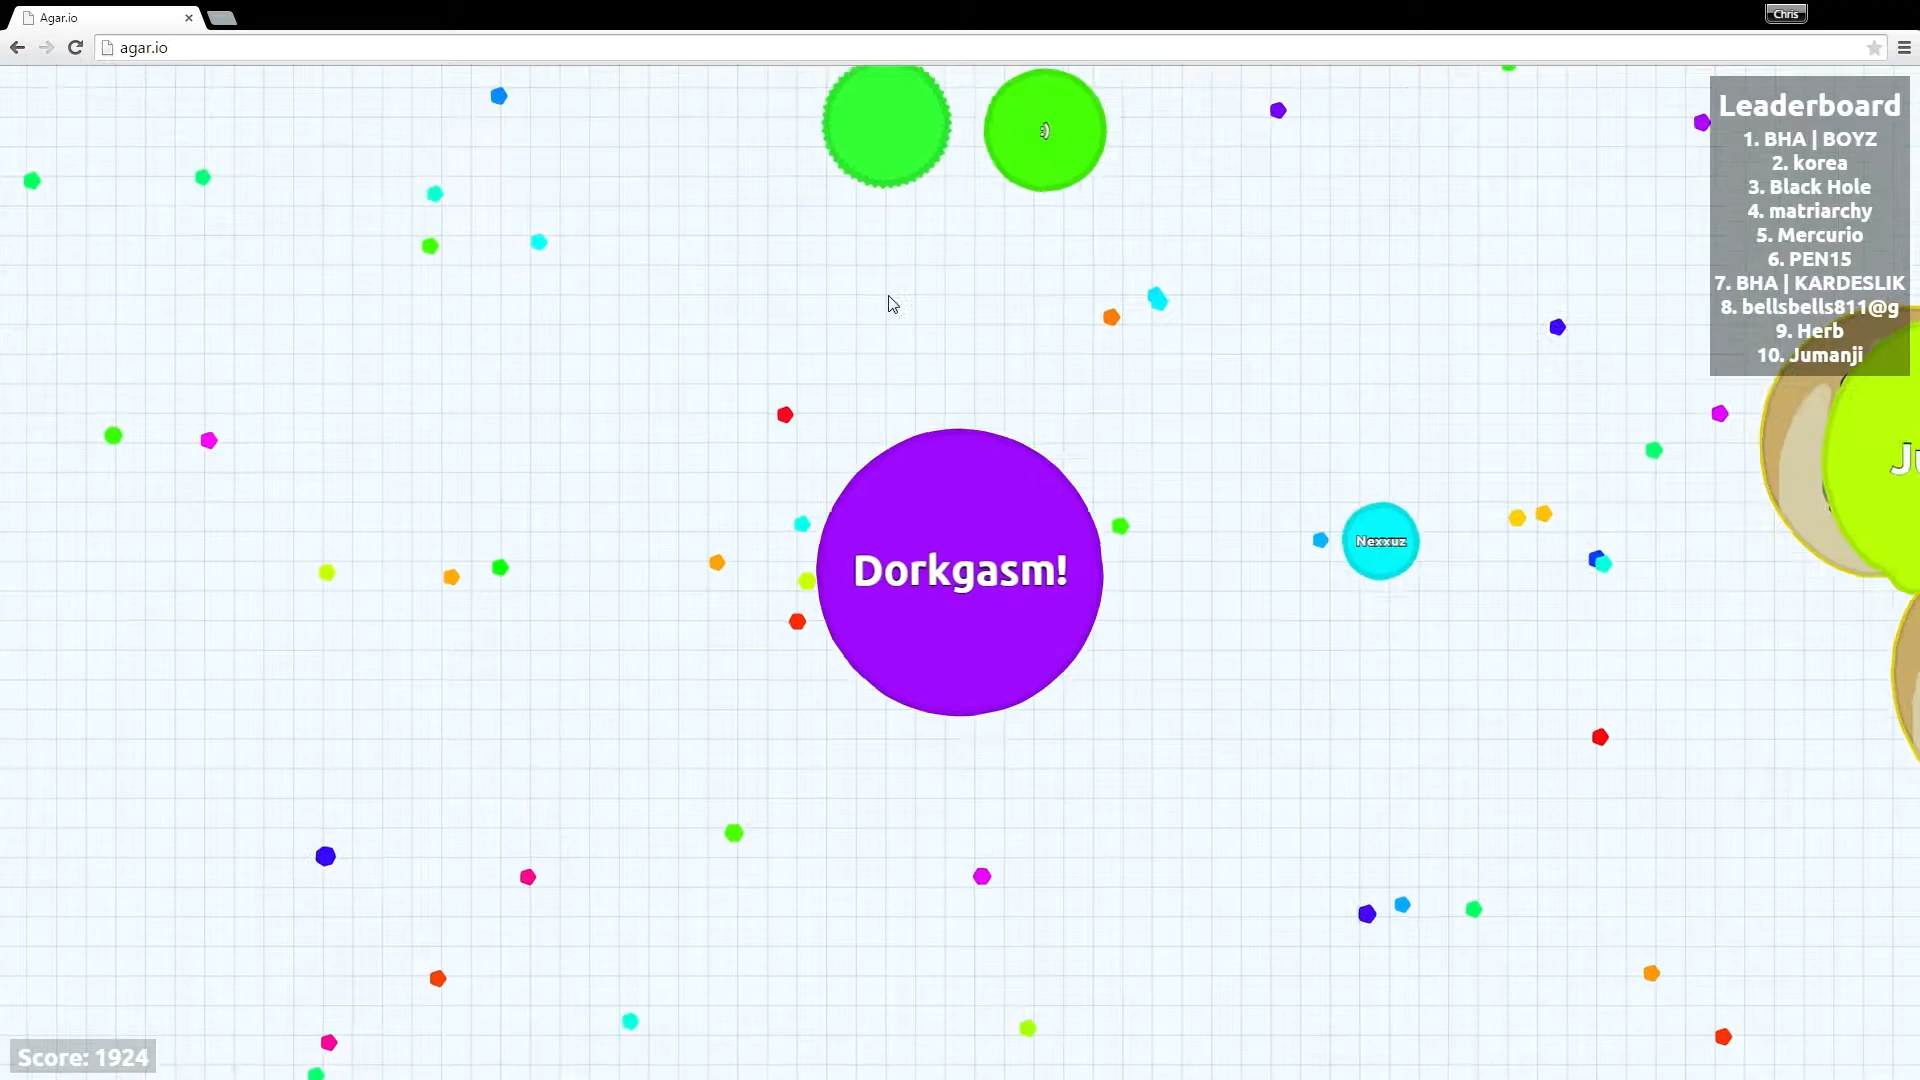 Agar.io
Chris
agar.io
Leaderboard
1. BHA | BOYZ
2. korea
3. Black Hole
4. matriarchy
5. Mercurio
6. PEN15
7. BHA | KARDESLIK
8. bellsbells811@g
9. Herb
10. Jumanji
:)
Ju
Nexxuz
Dorkgasm!
Score: 1924